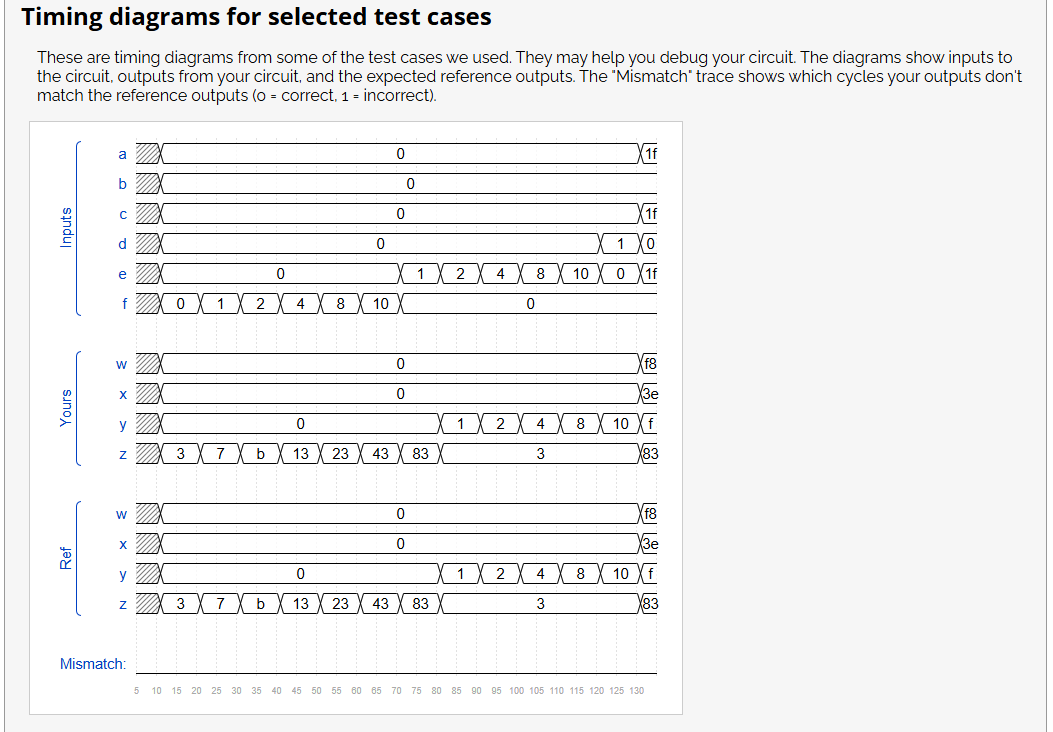 Timing diagrams for selected test cases
These are timing diagrams from some of the test cases we used. They may help you debug your circuit. The diagrams show inputs to
the circuit, outputs from your circuit, and the expected reference outputs. The "Mismatch" trace shows which cycles your outputs don't
match the reference outputs (0 = correct, 1 = incorrect).
Inputs
a 0 1f
b 0
c 0 1f
d 0 1 0
e 0 1 2 4 8 10 0 1f
f 0 1 2 4 8 10 0
Yours
w 0 f8
x 0 3e
y 0 1 2 4 8 10 f
z 3 7 b 13 23 43 83 3 83
Ref
w 0 f8
x 0 3e
y 0 1 2 4 8 10 f
z 3 7 b 13 23 43 83 3 83
Mismatch:
5 10 15 20 25 30 35 40 45 50 55 60 65 70 75 80 85 90 95 100 105 110 115 120 125 130